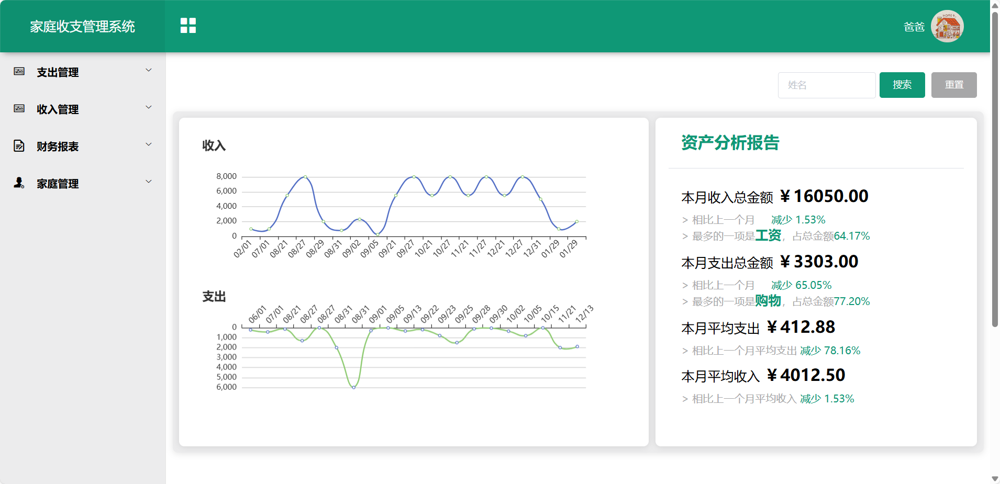 家庭收支管理系统
爸爸
支出管理
收入管理
财务报表
家庭管理
姓名 搜索 重置
收入
8,000
6,000
4,000
2,000
0
02/01 07/01 08/21 08/27 08/29 08/31 09/02 09/05 09/21 09/27 10/21 10/27 11/21 11/27 12/21 12/27 12/31 01/29 01/29
支出
06/01 07/01 08/21 08/27 08/27 08/31 08/31 09/01 09/05 09/13 09/22 09/23 09/25 09/28 09/30 10/02 10/05 10/15 11/21 12/13
0
1,000
2,000
3,000
4,000
5,000
6,000
资产分析报告
本月收入总金额 ¥16050.00
> 相比上一个月 减少 1.53%
> 最多的一项是工资，占总金额64.17%
本月支出总金额 ¥3303.00
> 相比上一个月 减少 65.05%
> 最多的一项是购物，占总金额77.20%
本月平均支出 ¥412.88
> 相比上一个月平均支出 减少 78.16%
本月平均收入 ¥4012.50
> 相比上一个月平均收入 减少 1.53%